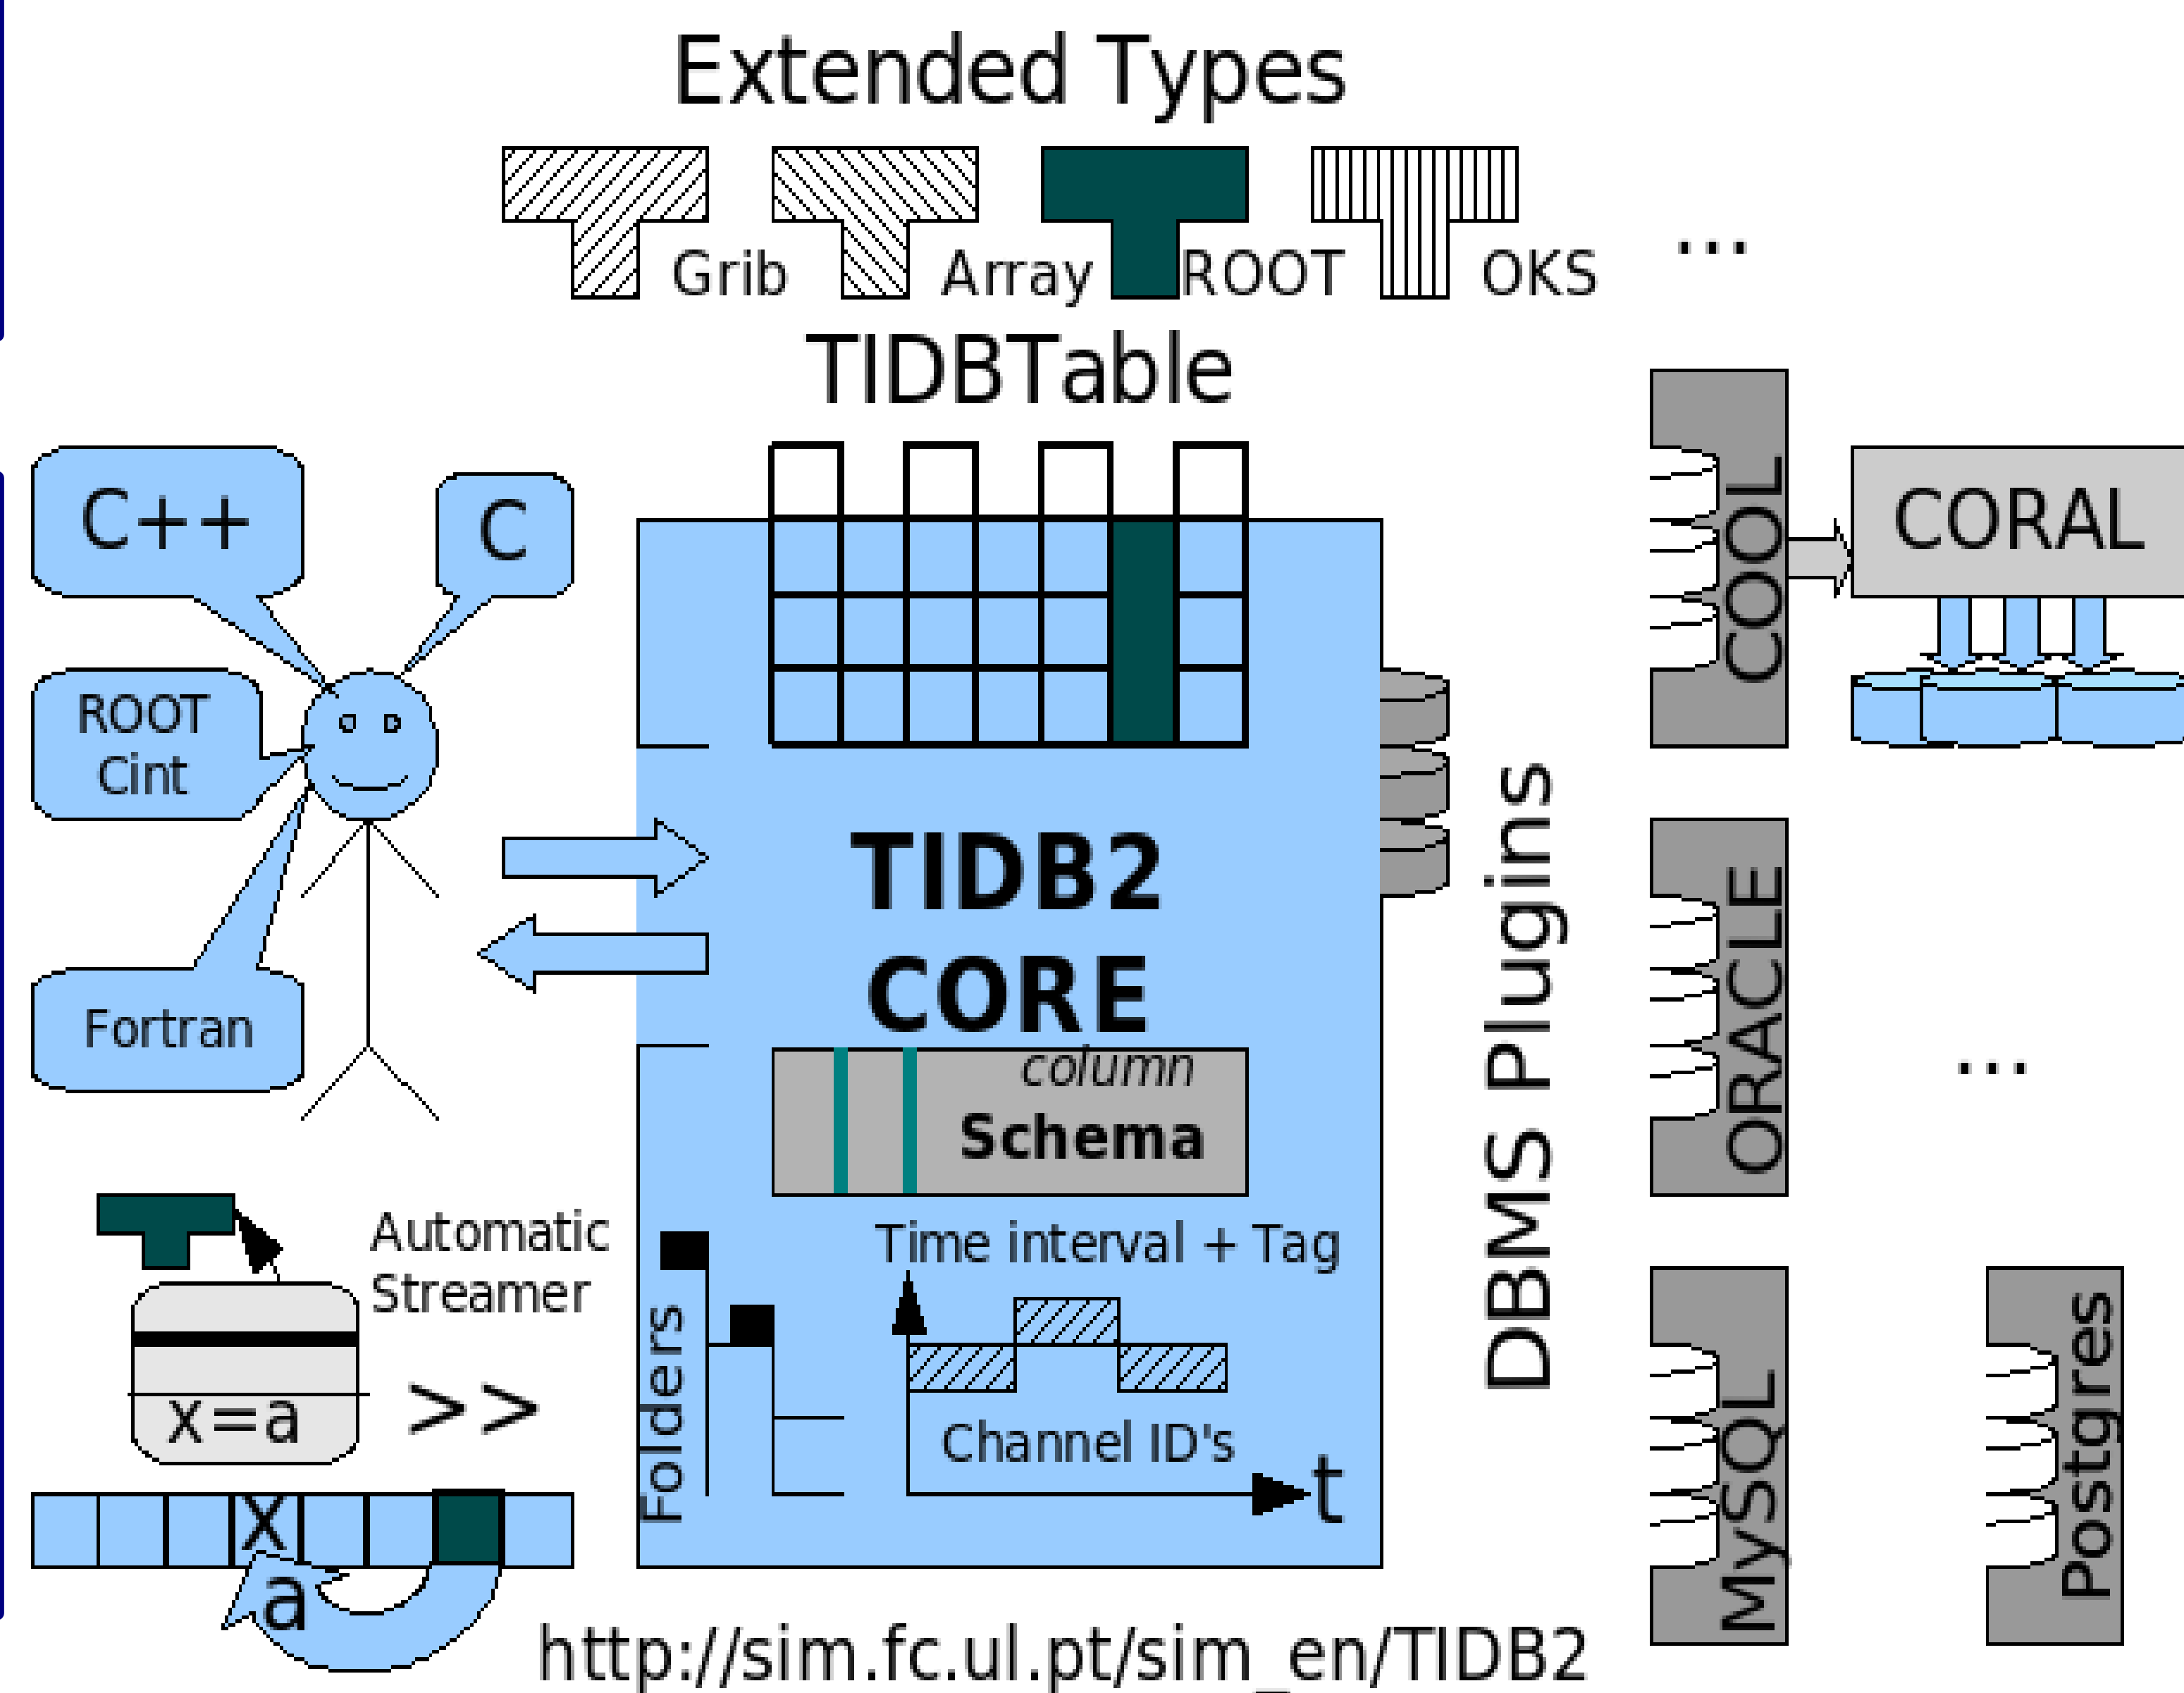 Extended Types
Grib
Array
ROOT
OKS
...
TIDBTable
C++
C
ROOT
Cint
Fortran
TIDB2
CORE
column
Schema
Time interval + Tag
Folders
Channel ID's
t
Automatic
Streamer
x=a
>>
x
a
DBMS Plugins
COOL
CORAL
ORACLE
...
MySQL
Postgres
http://sim.fc.ul.pt/sim_en/TIDB2